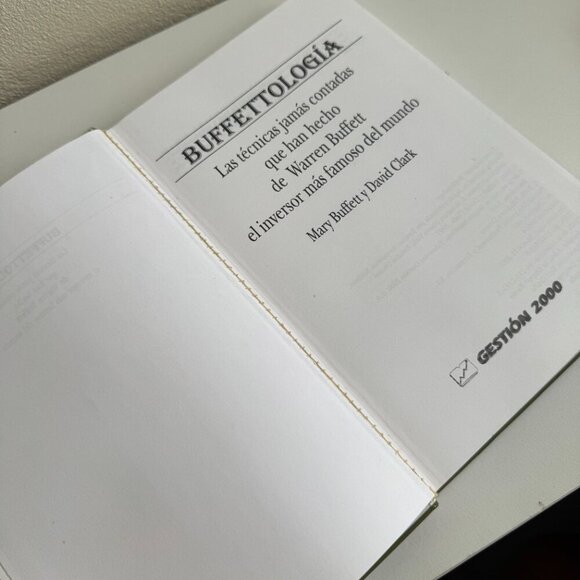 BUFFETTOLOGÍA
Las técnicas jamás contadas
que han hecho
de Warren Buffett
el inversor más famoso del mundo
Mary Buffett y David Clark
GESTIÓN 2000